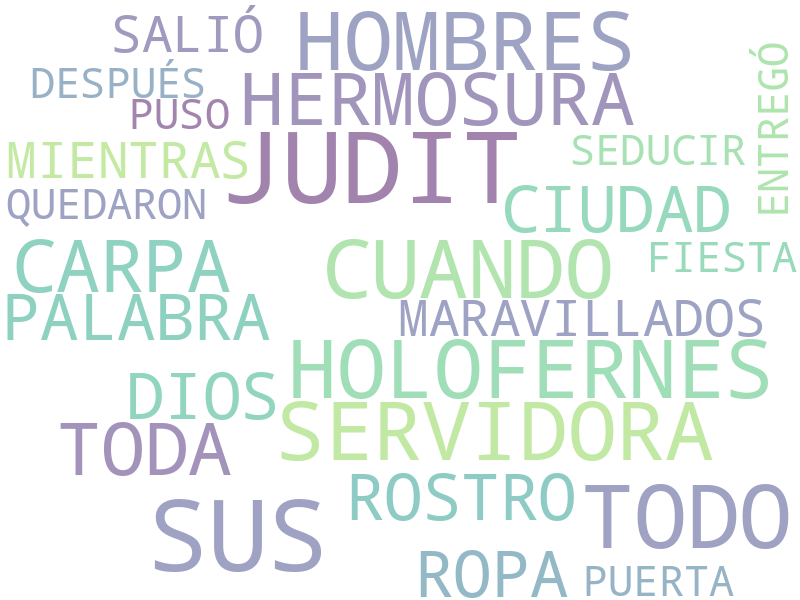 SALIÓ
HOMBRES
DESPUÉS
PUSO
HERMOSURA
ENTREGÓ
MIENTRAS
JUDIT
SEDUCIR
QUEDARON
CIUDAD
CARPA
CUANDO
FIESTA
PALABRA
MARAVILLADOS
HOLOFERNES
DIOS
SERVIDORA
TODA
ROSTRO
TODO
SUS
ROPA
PUERTA